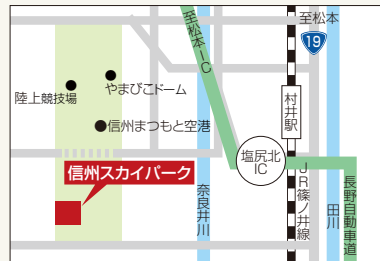 至松本
19
至松本IC
やまびこドーム
陸上競技場
信州まつもと空港
村井駅
塩尻北
IC
信州スカイパーク
奈良井川
JR篠ノ井線
田川
長野自動車道